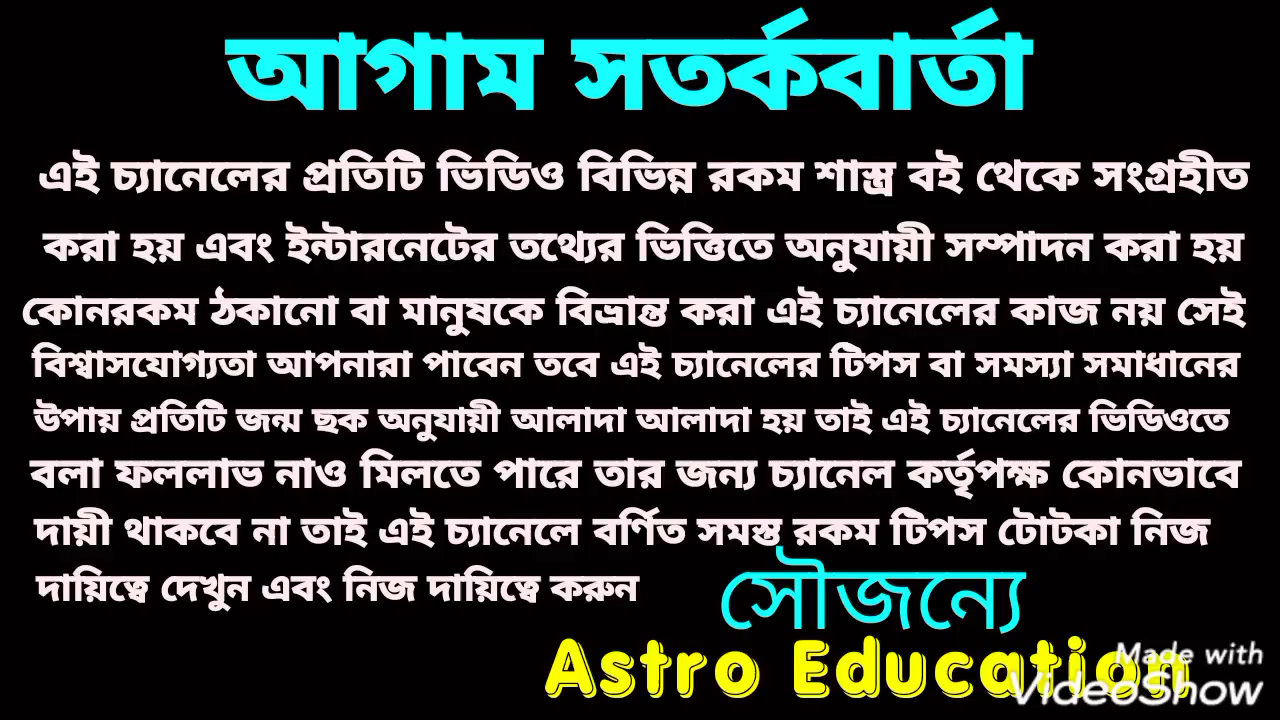 আগাম সতর্কবার্তা
এই চ্যানেলের প্রতিটি ভিডিও বিভিন্ন রকম শাস্ত্র বই থেকে সংগ্রহীত
করা হয় এবং ইন্টারনেটের তথ্যের ভিত্তিতে অনুযায়ী সম্পাদন করা হয়
কোনরকম ঠকানো বা মানুষকে বিভ্রান্ত করা এই চ্যানেলের কাজ নয় সেই
বিশ্বাসযোগ্যতা আপনারা পাবেন তবে এই চ্যানেলের টিপস বা সমস্যা সমাধানের
উপায় প্রতিটি জন্ম ছক অনুযায়ী আলাদা আলাদা হয় তাই এই চ্যানেলের ভিডিওতে
বলা ফললাভ নাও মিলতে পারে তার জন্য চ্যানেল কর্তৃপক্ষ কোনভাবে
দায়ী থাকবে না তাই এই চ্যানেলে বর্ণিত সমস্ত রকম টিপস টোটকা নিজ
দায়িত্বে দেখুন এবং নিজ দায়িত্বে করুন
সৌজন্যে
Astro Education
Made with
VideoShow